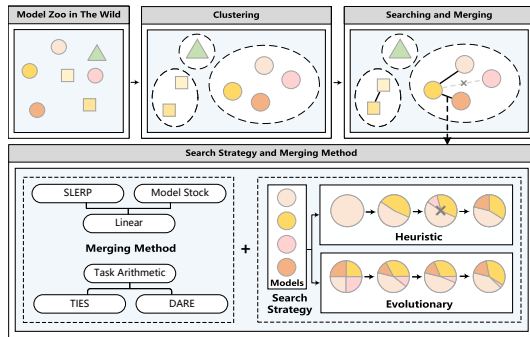 Model Zoo in The Wild
Clustering
Searching and Merging
Search Strategy and Merging Method
SLERP
Model Stock
Linear
Merging Method
Task Arithmetic
TIES
DARE
+
Models
Search
Strategy
Heuristic
Evolutionary